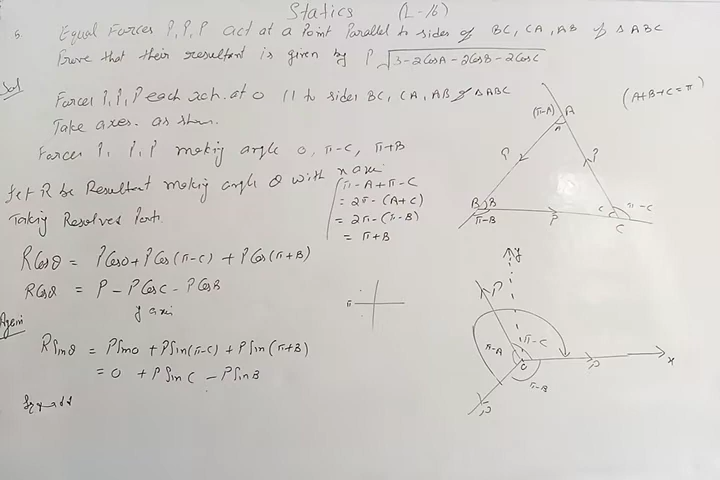 Statics (L-16)
5. Equal Forces P, P, P act at a Point Parallel to sides of BC, CA, AB of Δ ABC
Prove that their resultant is given by P √3-2CosA-2CosB-2CosC
Sol Forces P, P, P each act at O || to sides BC, CA, AB of Δ ABC
(A+B+C=π)
Take axes as shown.
Forces P, P, P making angle 0, π-C, π+B
Let R be Resultant making angle θ with x axis
Taking Resolved Parts
π-A+π-C
= 2π-(A+C)
= 2π-(π-B)
= π+B
RCosθ = PCos0+PCos(π-C)+PCos(π+B)
RCosθ = P-PCosC-PCosB
y axis
Again
RSinθ = PSin0+PSin(π-C)+PSin(π+B)
= 0 + PSinC-PSinB
Sq & add
(π-A) A
A
P P
B B C π-C
π-B P C
π
y
P
π-C
π-A
O P x
π-B
P